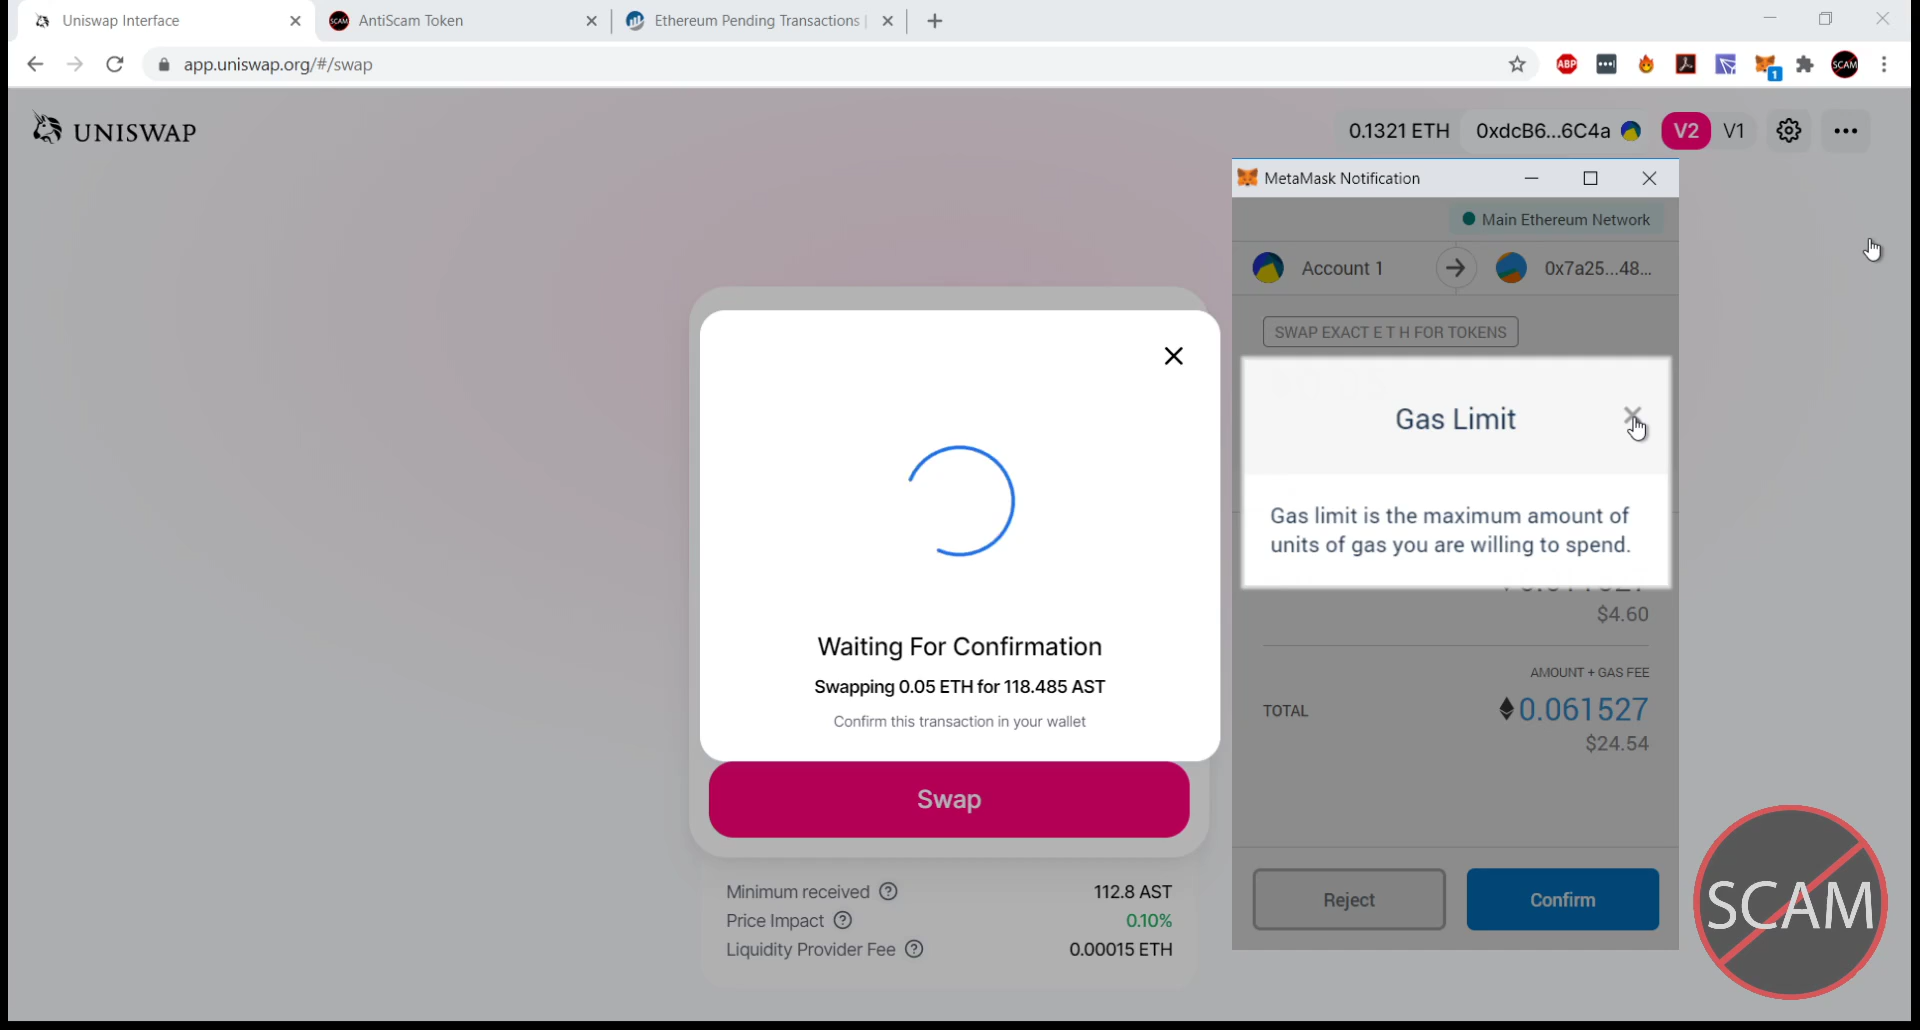 Uniswap Interface
SCAM
AntiScam Token
Ethereum Pending Transactions
app.uniswap.org/#/swap
ABP
1
SCAM
UNISWAP
0.1321 ETH
0xdcB6...6C4a
V2
V1
MetaMask Notification
Main Ethereum Network
Account 1
0x7a25...48...
SWAP EXACT E T H FOR TOKENS
Gas Limit
Gas limit is the maximum amount of
units of gas you are willing to spend.
$4.60
AMOUNT + GAS FEE
TOTAL
0.061527
$24.54
Reject
Confirm
Waiting For Confirmation
Swapping 0.05 ETH for 118.485 AST
Confirm this transaction in your wallet
Swap
Minimum received
112.8 AST
Price Impact
0.10%
Liquidity Provider Fee
0.00015 ETH
SCAM